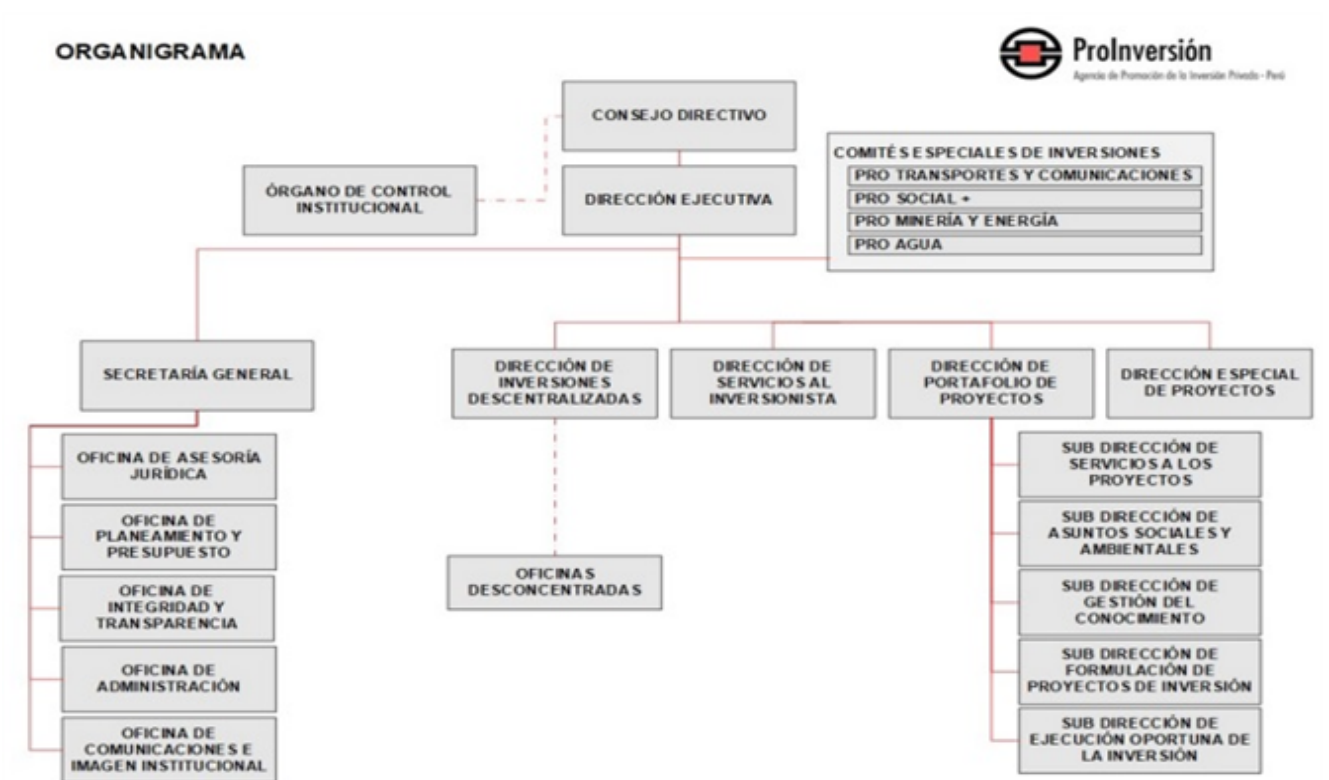 ORGANIGRAMA
ProInversión
Agencia de Promoción de la Inversión Privada - Perú
CONSEJO DIRECTIVO
COMITÉS ESPECIALES DE INVERSIONES
PRO TRANSPORTES Y COMUNICACIONES
PRO SOCIAL +
PRO MINERÍA Y ENERGÍA
PRO AGUA
ÓRGANO DE CONTROL
INSTITUCIONAL
DIRECCIÓN EJECUTIVA
SECRETARÍA GENERAL
DIRECCIÓN DE
INVERSIONES
DESCENTRALIZADAS
DIRECCIÓN DE
SERVICIOS AL
INVERSIONISTA
DIRECCIÓN DE
PORTAFOLIO DE
PROYECTOS
DIRECCIÓN ESPECIAL
DE PROYECTOS
OFICINA DE ASESORÍA
JURÍDICA
OFICINA DE
PLANEAMIENTO Y
PRESUPUESTO
OFICINA DE
INTEGRIDAD Y
TRANSPARENCIA
OFICINA DE
ADMINISTRACIÓN
OFICINA DE
COMUNICACIONES E
IMAGEN INSTITUCIONAL
OFICINAS
DESCONCENTRADAS
SUB DIRECCIÓN DE
SERVICIOS A LOS
PROYECTOS
SUB DIRECCIÓN DE
ASUNTOS SOCIALES Y
AMBIENTALES
SUB DIRECCIÓN DE
GESTIÓN DEL
CONOCIMIENTO
SUB DIRECCIÓN DE
FORMULACIÓN DE
PROYECTOS DE INVERSIÓN
SUB DIRECCIÓN DE
EJECUCIÓN OPORTUNA DE
LA INVERSIÓN